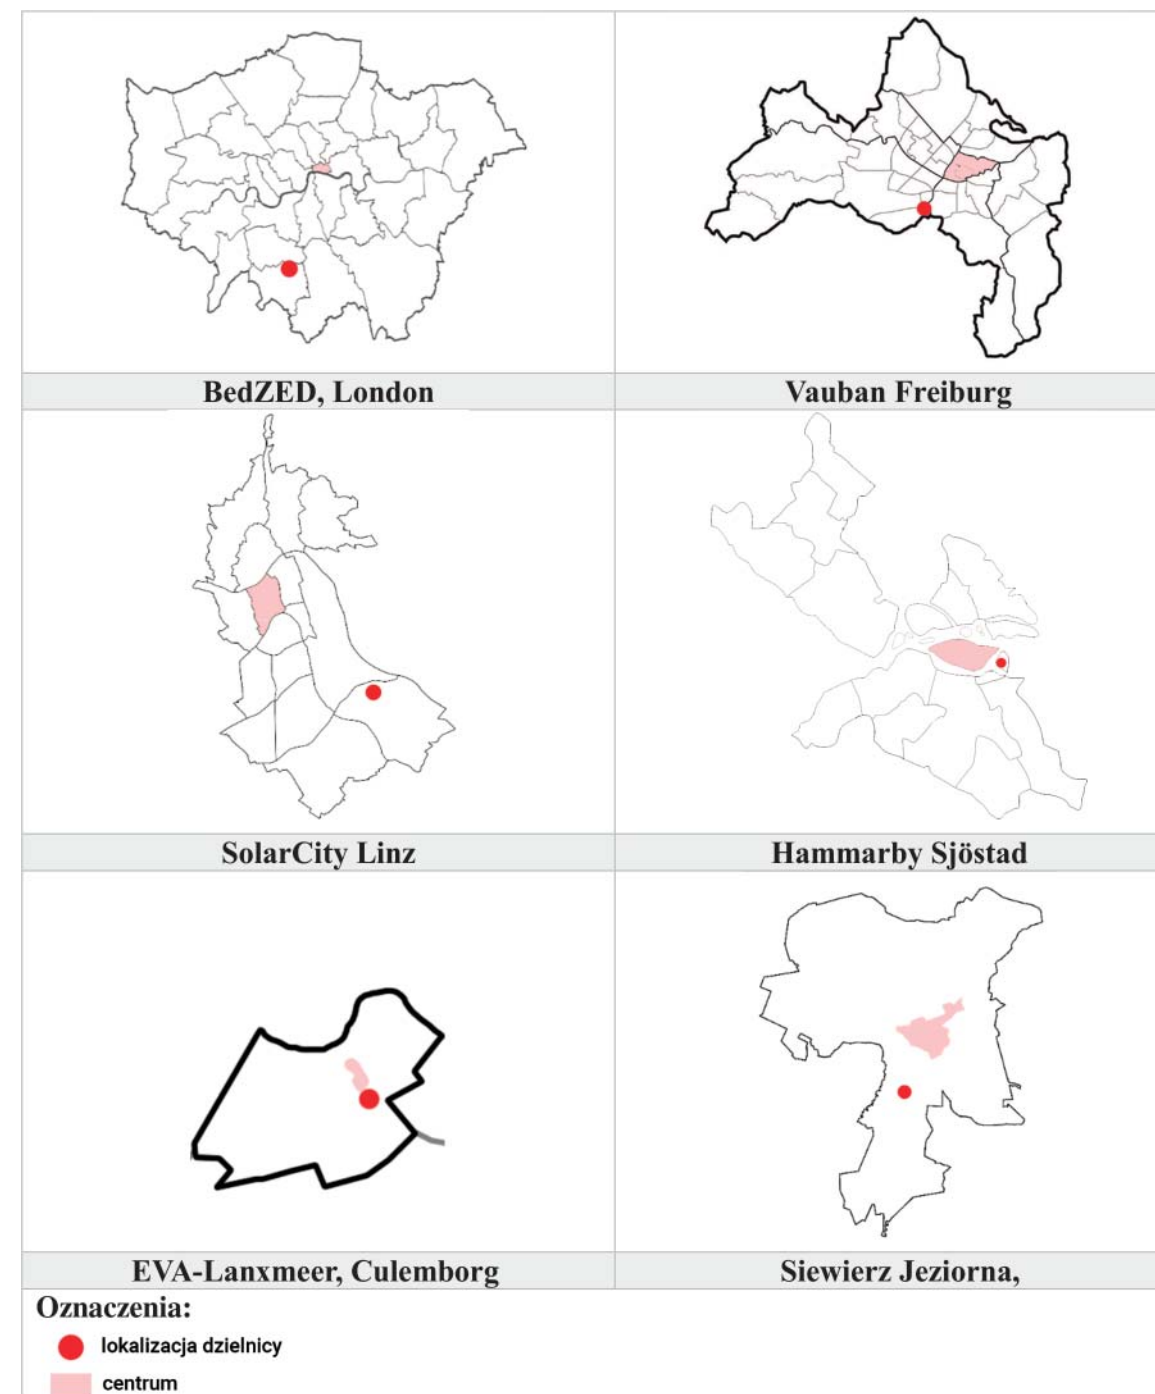 BedZED, London
Vauban Freiburg
SolarCity Linz
Hammarby Sjöstad
EVA-Lanxmeer, Culemborg
Siewierz Jeziorna,
Oznaczenia:
lokalizacja dzielnicy
centrum